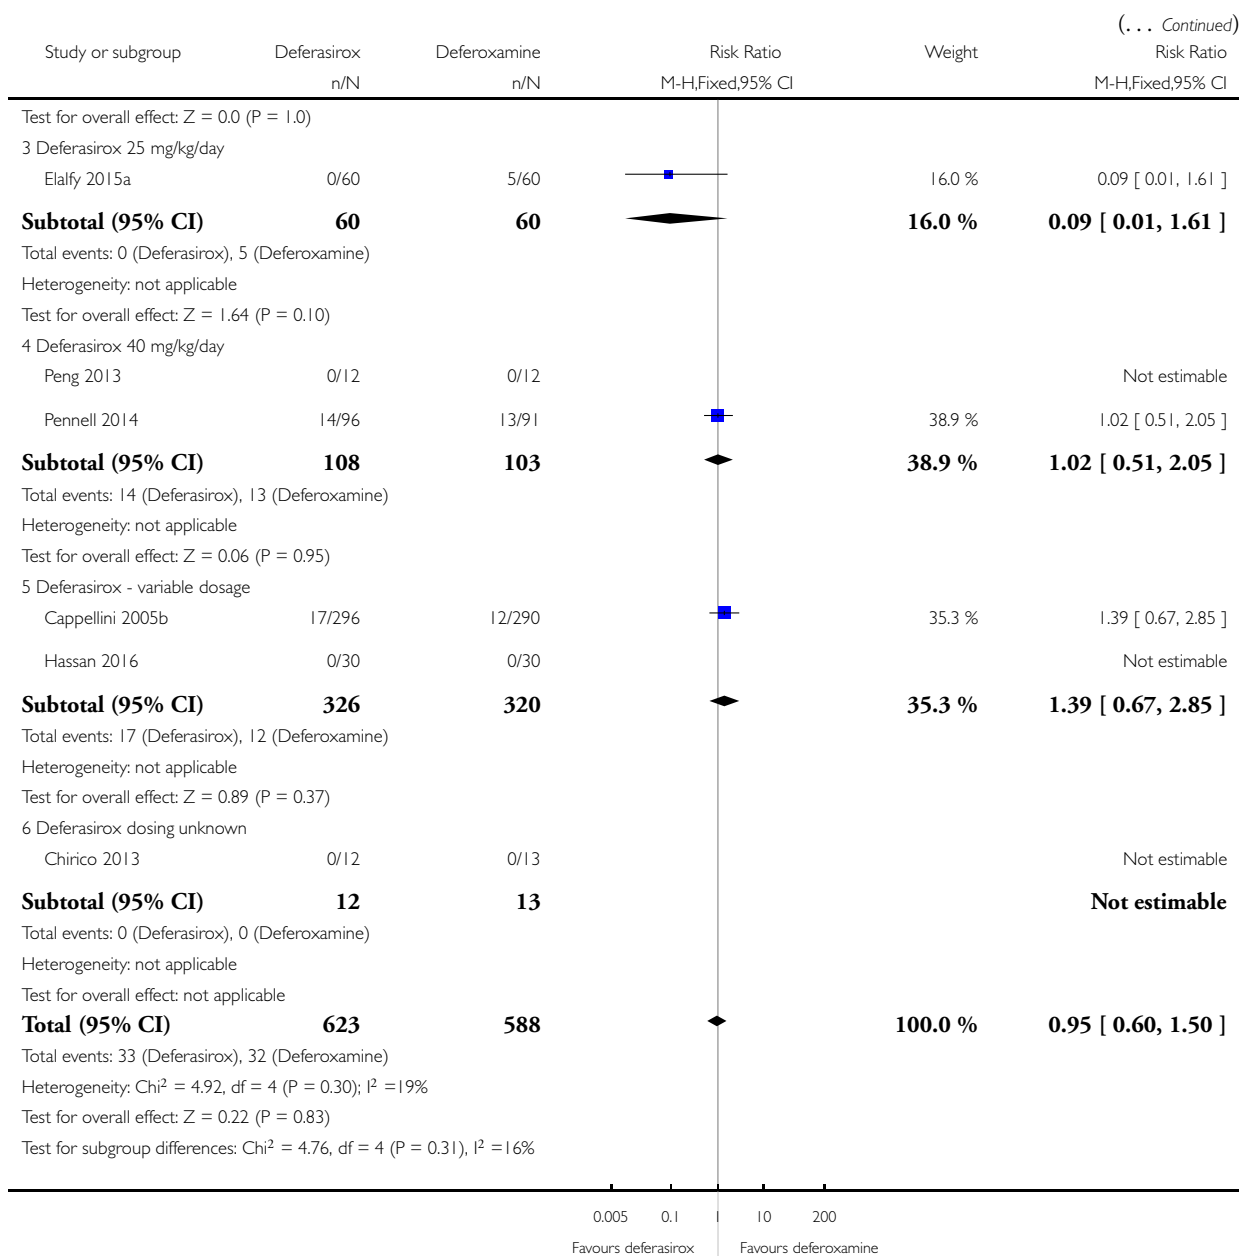 (... Continued)
Study or subgroup Deferasirox Deferoxamine Risk Ratio Weight Risk Ratio
n/N n/N M-H,Fixed,95% CI M-H,Fixed,95% CI
Test for overall effect: Z = 0.0 (P = 1.0)
3 Deferasirox 25 mg/kg/day
Elalfy 2015a 0/60 5/60 16.0 % 0.09 [ 0.01, 1.61 ]
Subtotal (95% CI) 60 60 16.0 % 0.09 [ 0.01, 1.61 ]
Total events: 0 (Deferasirox), 5 (Deferoxamine)
Heterogeneity: not applicable
Test for overall effect: Z = 1.64 (P = 0.10)
4 Deferasirox 40 mg/kg/day
Peng 2013 0/12 0/12 Not estimable
Pennell 2014 14/96 13/91 38.9 % 1.02 [ 0.51, 2.05 ]
Subtotal (95% CI) 108 103 38.9 % 1.02 [ 0.51, 2.05 ]
Total events: 14 (Deferasirox), 13 (Deferoxamine)
Heterogeneity: not applicable
Test for overall effect: Z = 0.06 (P = 0.95)
5 Deferasirox - variable dosage
Cappellini 2005b 17/296 12/290 35.3 % 1.39 [ 0.67, 2.85 ]
Hassan 2016 0/30 0/30 Not estimable
Subtotal (95% CI) 326 320 35.3 % 1.39 [ 0.67, 2.85 ]
Total events: 17 (Deferasirox), 12 (Deferoxamine)
Heterogeneity: not applicable
Test for overall effect: Z = 0.89 (P = 0.37)
6 Deferasirox dosing unknown
Chirico 2013 0/12 0/13 Not estimable
Subtotal (95% CI) 12 13 Not estimable
Total events: 0 (Deferasirox), 0 (Deferoxamine)
Heterogeneity: not applicable
Test for overall effect: not applicable
Total (95% CI) 623 588 100.0 % 0.95 [ 0.60, 1.50 ]
Total events: 33 (Deferasirox), 32 (Deferoxamine)
Heterogeneity: Chi² = 4.92, df = 4 (P = 0.30); I² =19%
Test for overall effect: Z = 0.22 (P = 0.83)
Test for subgroup differences: Chi² = 4.76, df = 4 (P = 0.31), I² =16%
0.005 0.1 1 10 200
Favours deferasirox Favours deferoxamine